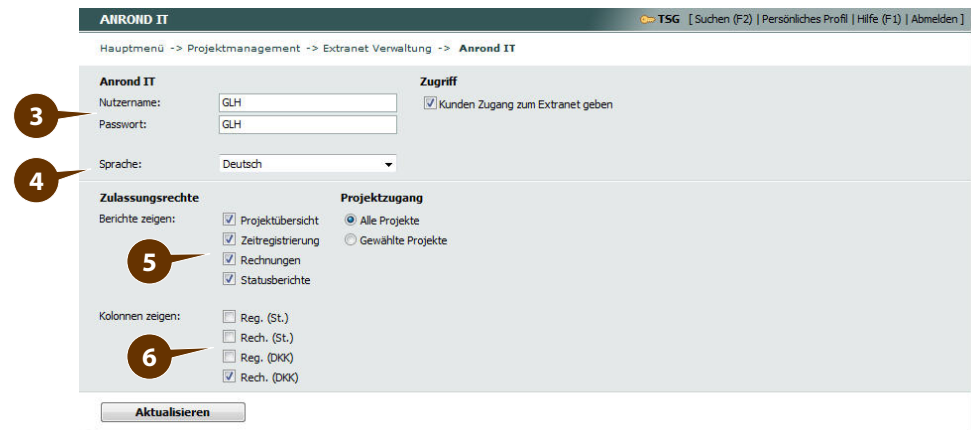 ANROND IT
TSG [ Suchen (F2) | Persönliches Profil | Hilfe (F1) | Abmelden ]
Hauptmenü -> Projektmanagement -> Extranet Verwaltung -> Anrond IT
Anrond IT
Zugriff
3
Nutzername: GLH
Kunden Zugang zum Extranet geben
Passwort: GLH
4
Sprache: Deutsch
Zulassungsrechte
Projektzugang
5
Berichte zeigen: Projektübersicht
Alle Projekte
Zeitregistrierung
Gewählte Projekte
Rechnungen
Statusberichte
6
Kolonnen zeigen: Reg. (St.)
Rech. (St.)
Reg. (DKK)
Rech. (DKK)
Aktualisieren